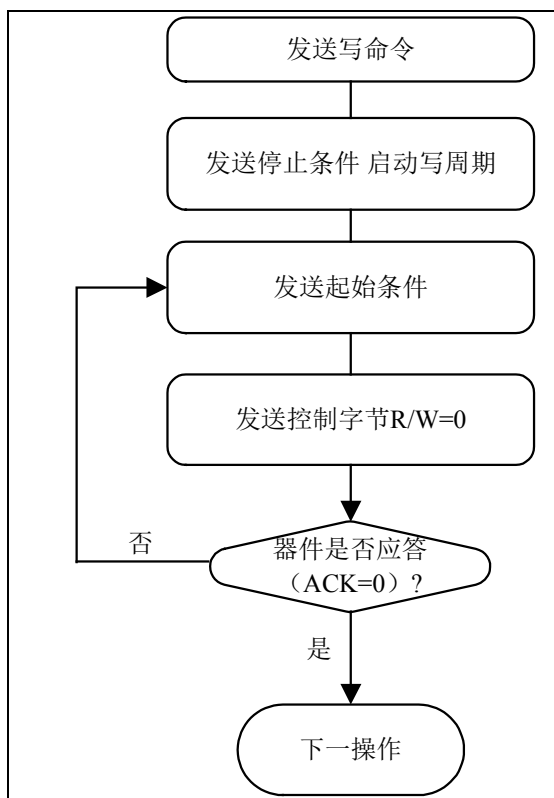 发送写命令
发送停止条件 启动写周期
发送起始条件
发送控制字节R/W=0
器件是否应答
（ACK=0）?
否
是
下一操作